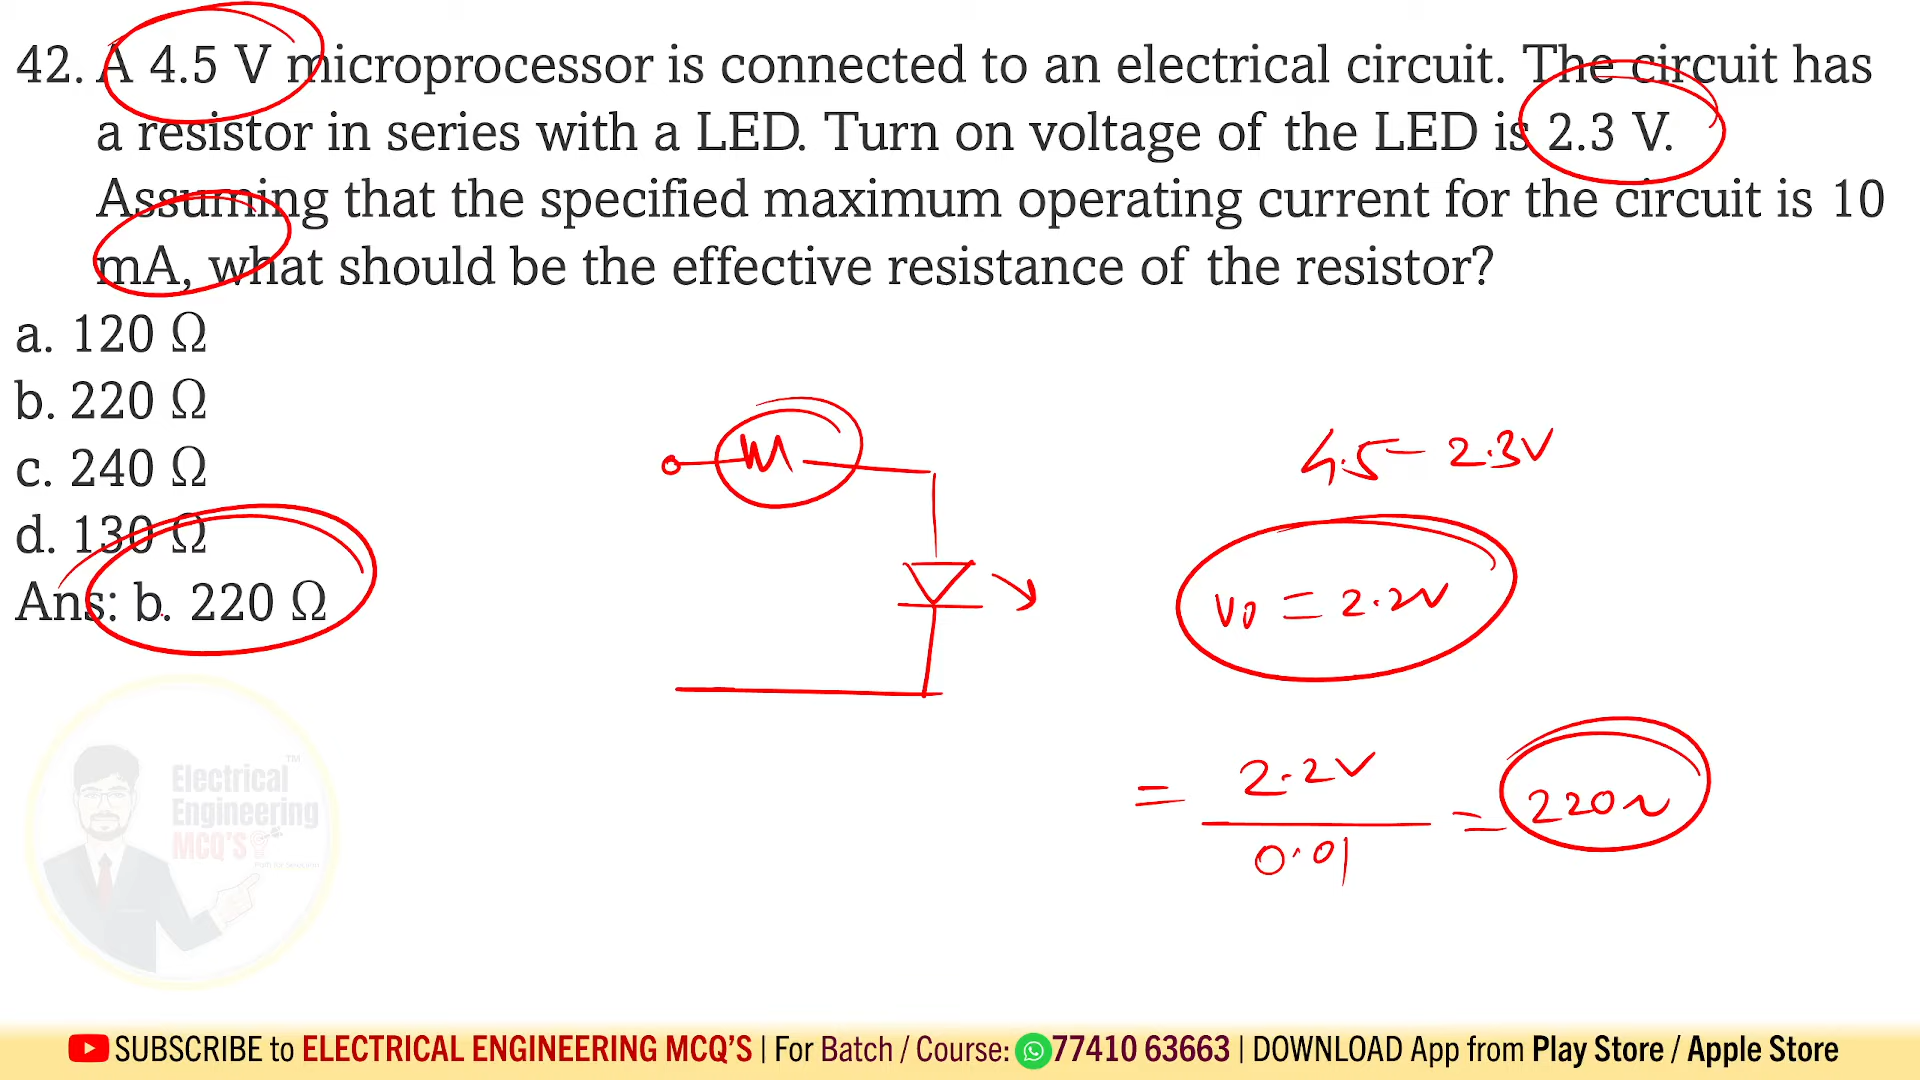 42. A 4.5 V microprocessor is connected to an electrical circuit. The circuit has
a resistor in series with a LED. Turn on voltage of the LED is 2.3 V.
Assuming that the specified maximum operating current for the circuit is 10
mA, what should be the effective resistance of the resistor?
a. 120 Ω
b. 220 Ω
c. 240 Ω
d. 130 Ω
Ans: b. 220 Ω
4.5 - 2.3V
= 2.2V
= 2.2V
0.01
= 220
Electrical
Engineering
MCQ'S
TM
SUBSCRIBE to ELECTRICAL ENGINEERING MCQ'S | For Batch / Course: 77410 63663 | DOWNLOAD App from Play Store / Apple Store